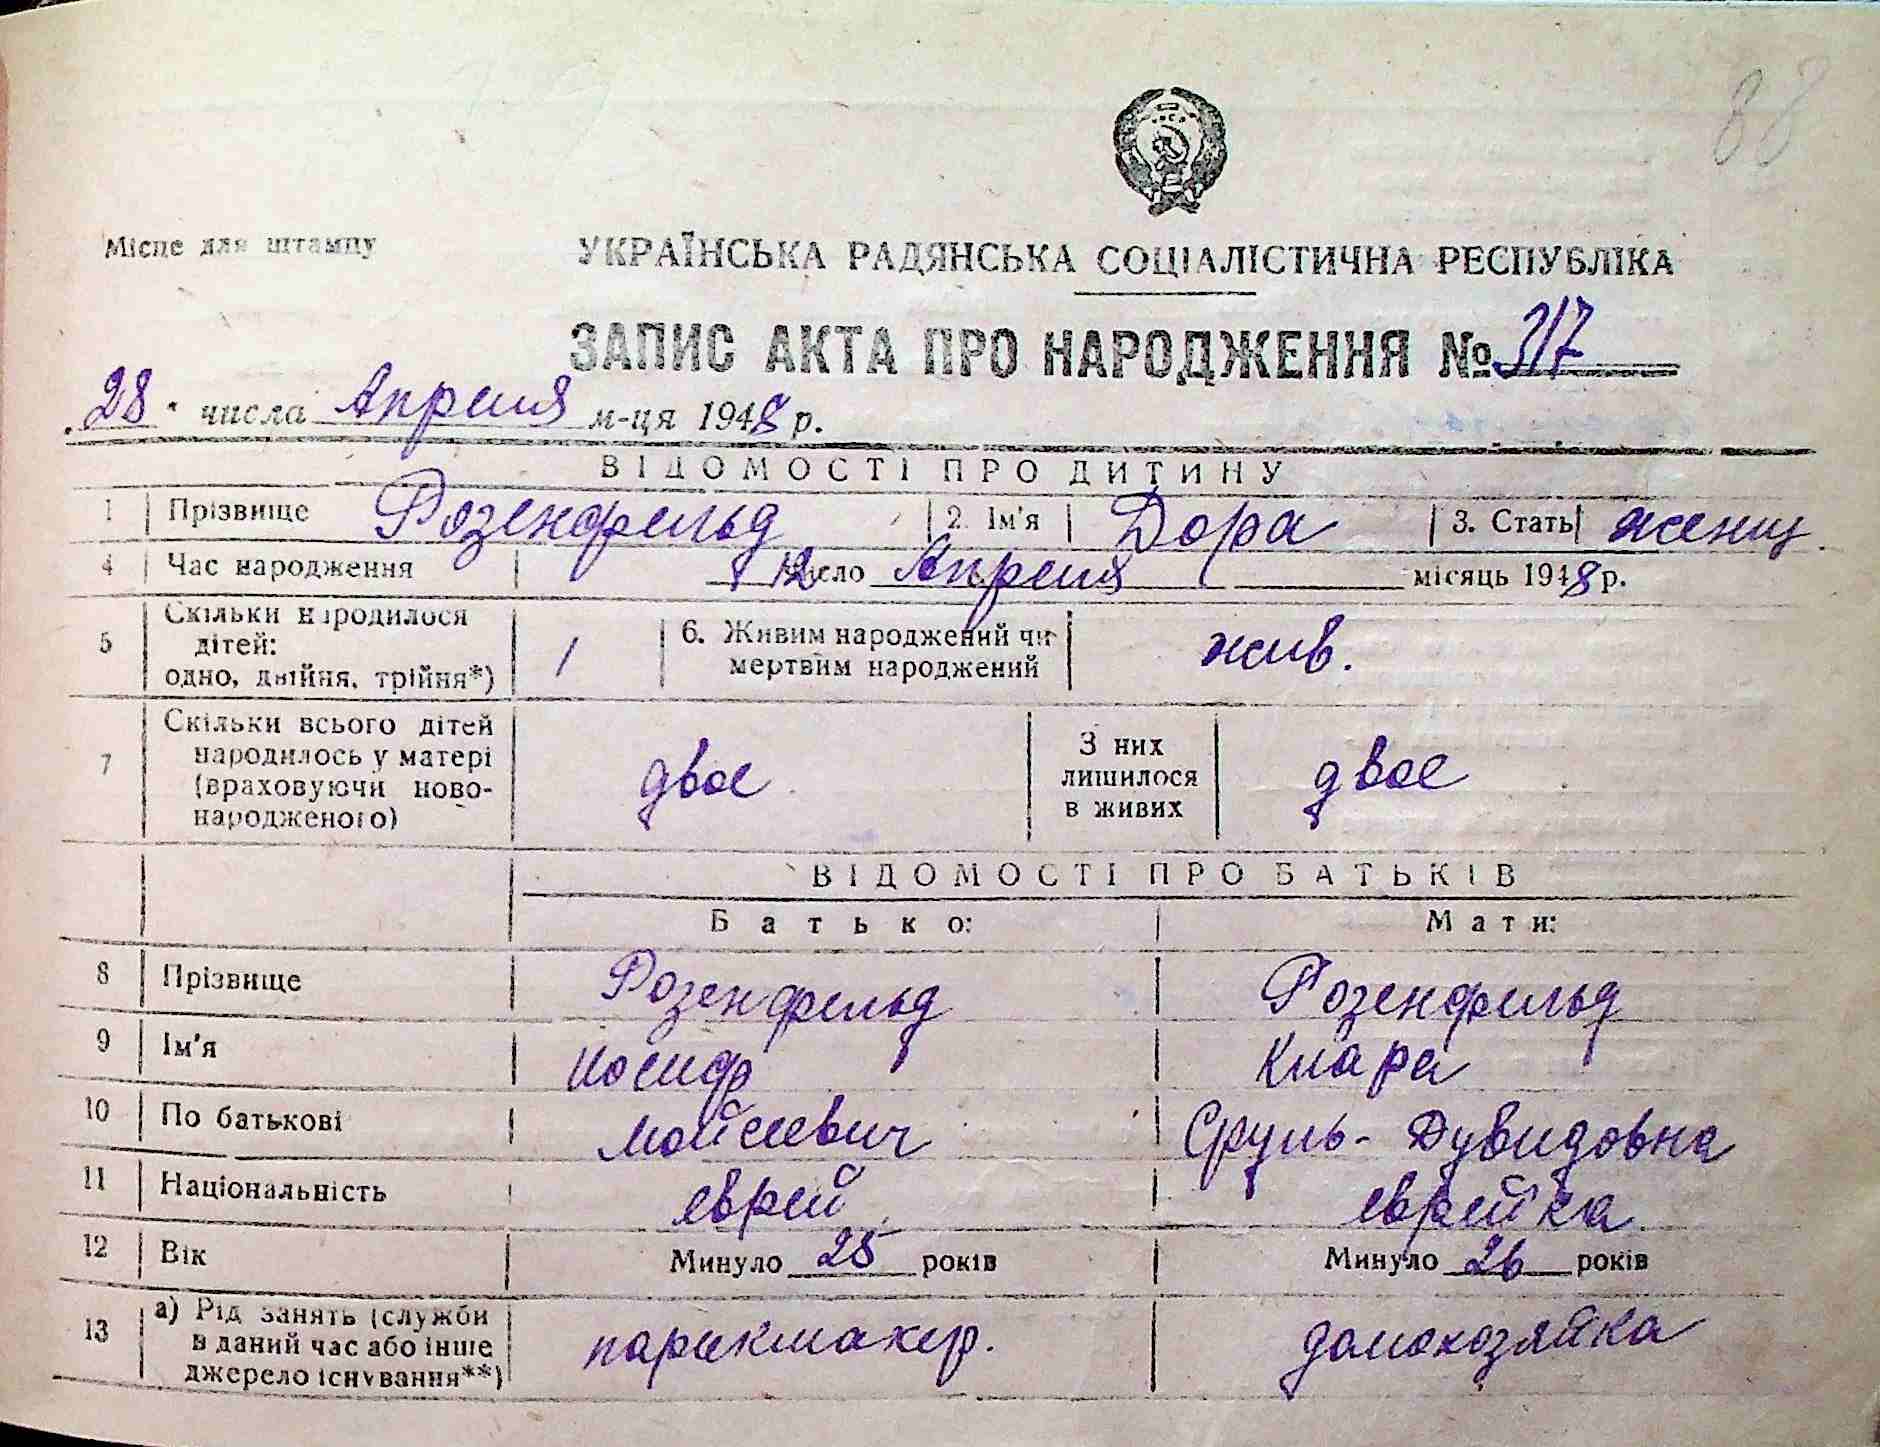 88
Місце для штампу
УКРАЇНСЬКА РАДЯНСЬКА СОЦІАЛІСТИЧНА РЕСПУБЛІКА
ЗАПИС АКТА ПРО НАРОДЖЕННЯ № 317
28 числа Апреля м-ця 1948 р.
ВІДОМОСТІ ПРО ДИТИНУ
1 Прізвище Розенфельд 2. Ім'я Дора 3. Стать женщ.
4 Час народження 12 число Апреля місяць 1948 р.
5 Скільки народилося дітей: одно, двійня, трійня*) 1 6. Живим народжений чи мертвим народжений жив.
7 Скільки всього дітей народилось у матері (враховуючи ново-народженого) двое З них лишилося в живих двое
ВІДОМОСТІ ПРО БАТЬКІВ
Батько: Мати:
8 Прізвище Розенфельд Розенфельд
9 Ім'я Иосиф Клара
10 По батькові Мойсеевич Сруль-Дувидовна
11 Національність еврей еврейка
12 Вік Минуло 25 років Минуло 26 років
13 а) Рід занять (служби в даний час або інше джерело існування**) парикмахер. домохозяйка